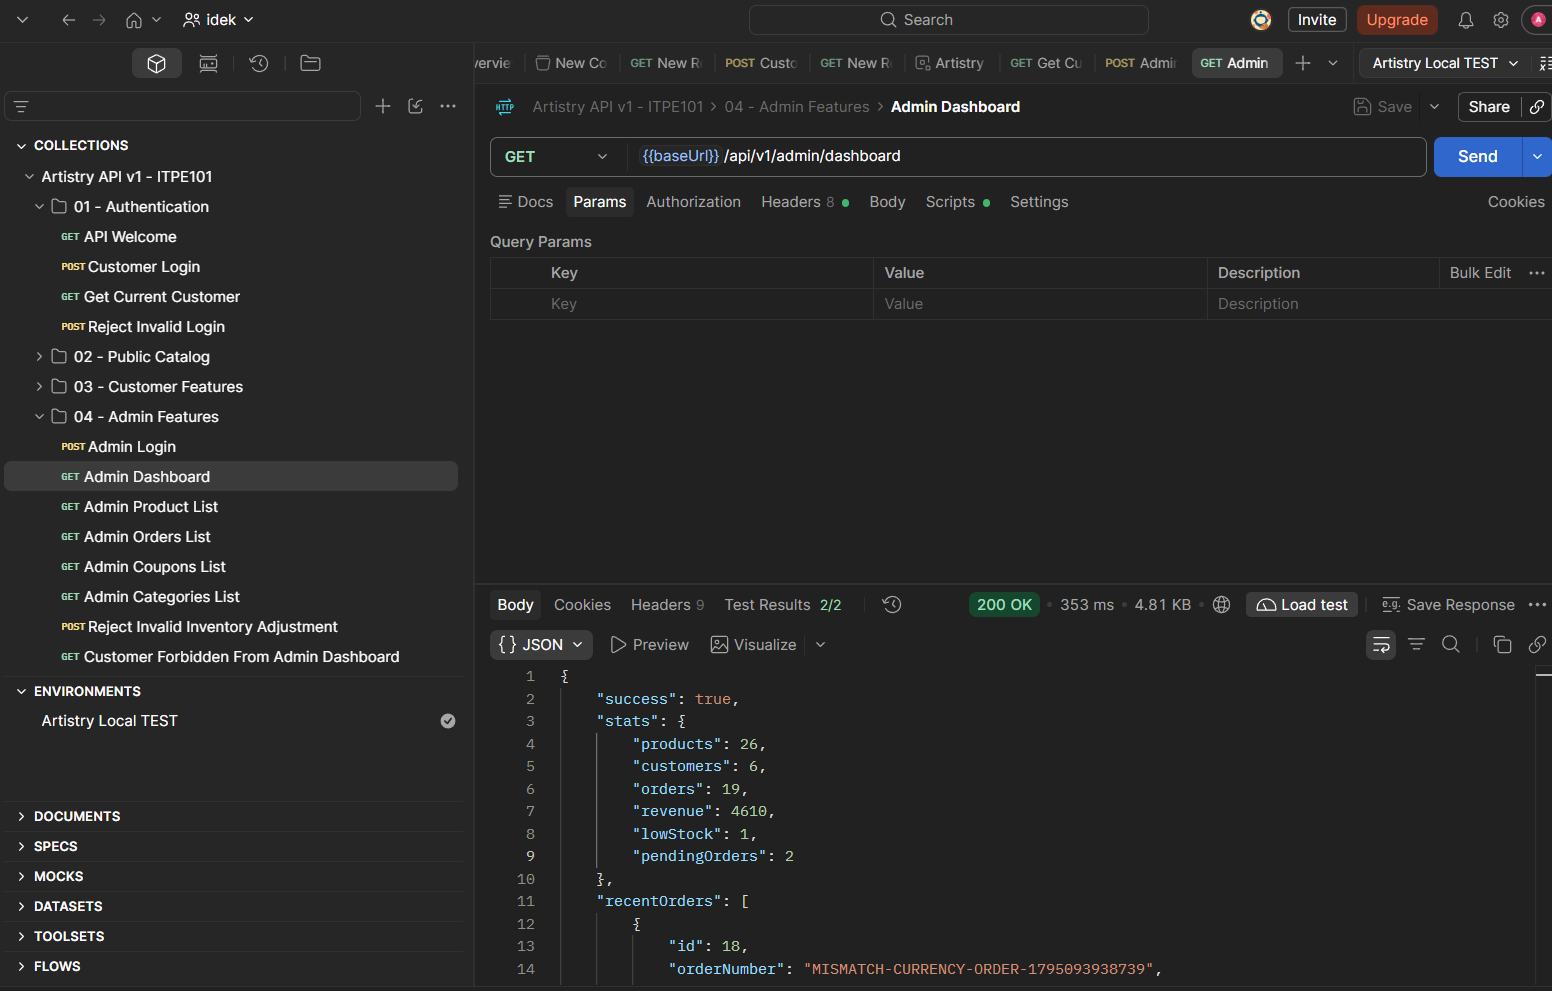 idek
Search
Invite
Upgrade
A
New Co
GET New R
POST Custo
GET New R
Artistry
GET Get Cu
POST Admi
GET Admin
Artistry Local TEST
HTTP Artistry API v1 - ITPE101 > 04 - Admin Features > Admin Dashboard
Save
Share
GET
{{baseUrl}} /api/v1/admin/dashboard
Send
Docs
Params
Authorization
Headers 8
Body
Scripts
Settings
Cookies
Query Params
Key
Value
Description
Bulk Edit
Key
Value
Description
COLLECTIONS
Artistry API v1 - ITPE101
01 - Authentication
GET API Welcome
POST Customer Login
GET Get Current Customer
POST Reject Invalid Login
02 - Public Catalog
03 - Customer Features
04 - Admin Features
POST Admin Login
GET Admin Dashboard
GET Admin Product List
GET Admin Orders List
GET Admin Coupons List
GET Admin Categories List
POST Reject Invalid Inventory Adjustment
GET Customer Forbidden From Admin Dashboard
ENVIRONMENTS
Artistry Local TEST
DOCUMENTS
SPECS
MOCKS
DATASETS
TOOLSETS
FLOWS
Body
Cookies
Headers 9
Test Results 2/2
200 OK
353 ms
4.81 KB
Load test
e.g. Save Response
{} JSON
Preview
Visualize
1 {
2 "success": true,
3 "stats": {
4 "products": 26,
5 "customers": 6,
6 "orders": 19,
7 "revenue": 4610,
8 "lowStock": 1,
9 "pendingOrders": 2
10 },
11 "recentOrders": [
12 {
13 "id": 18,
14 "orderNumber": "MISMATCH-CURRENCY-ORDER-1795093938739",